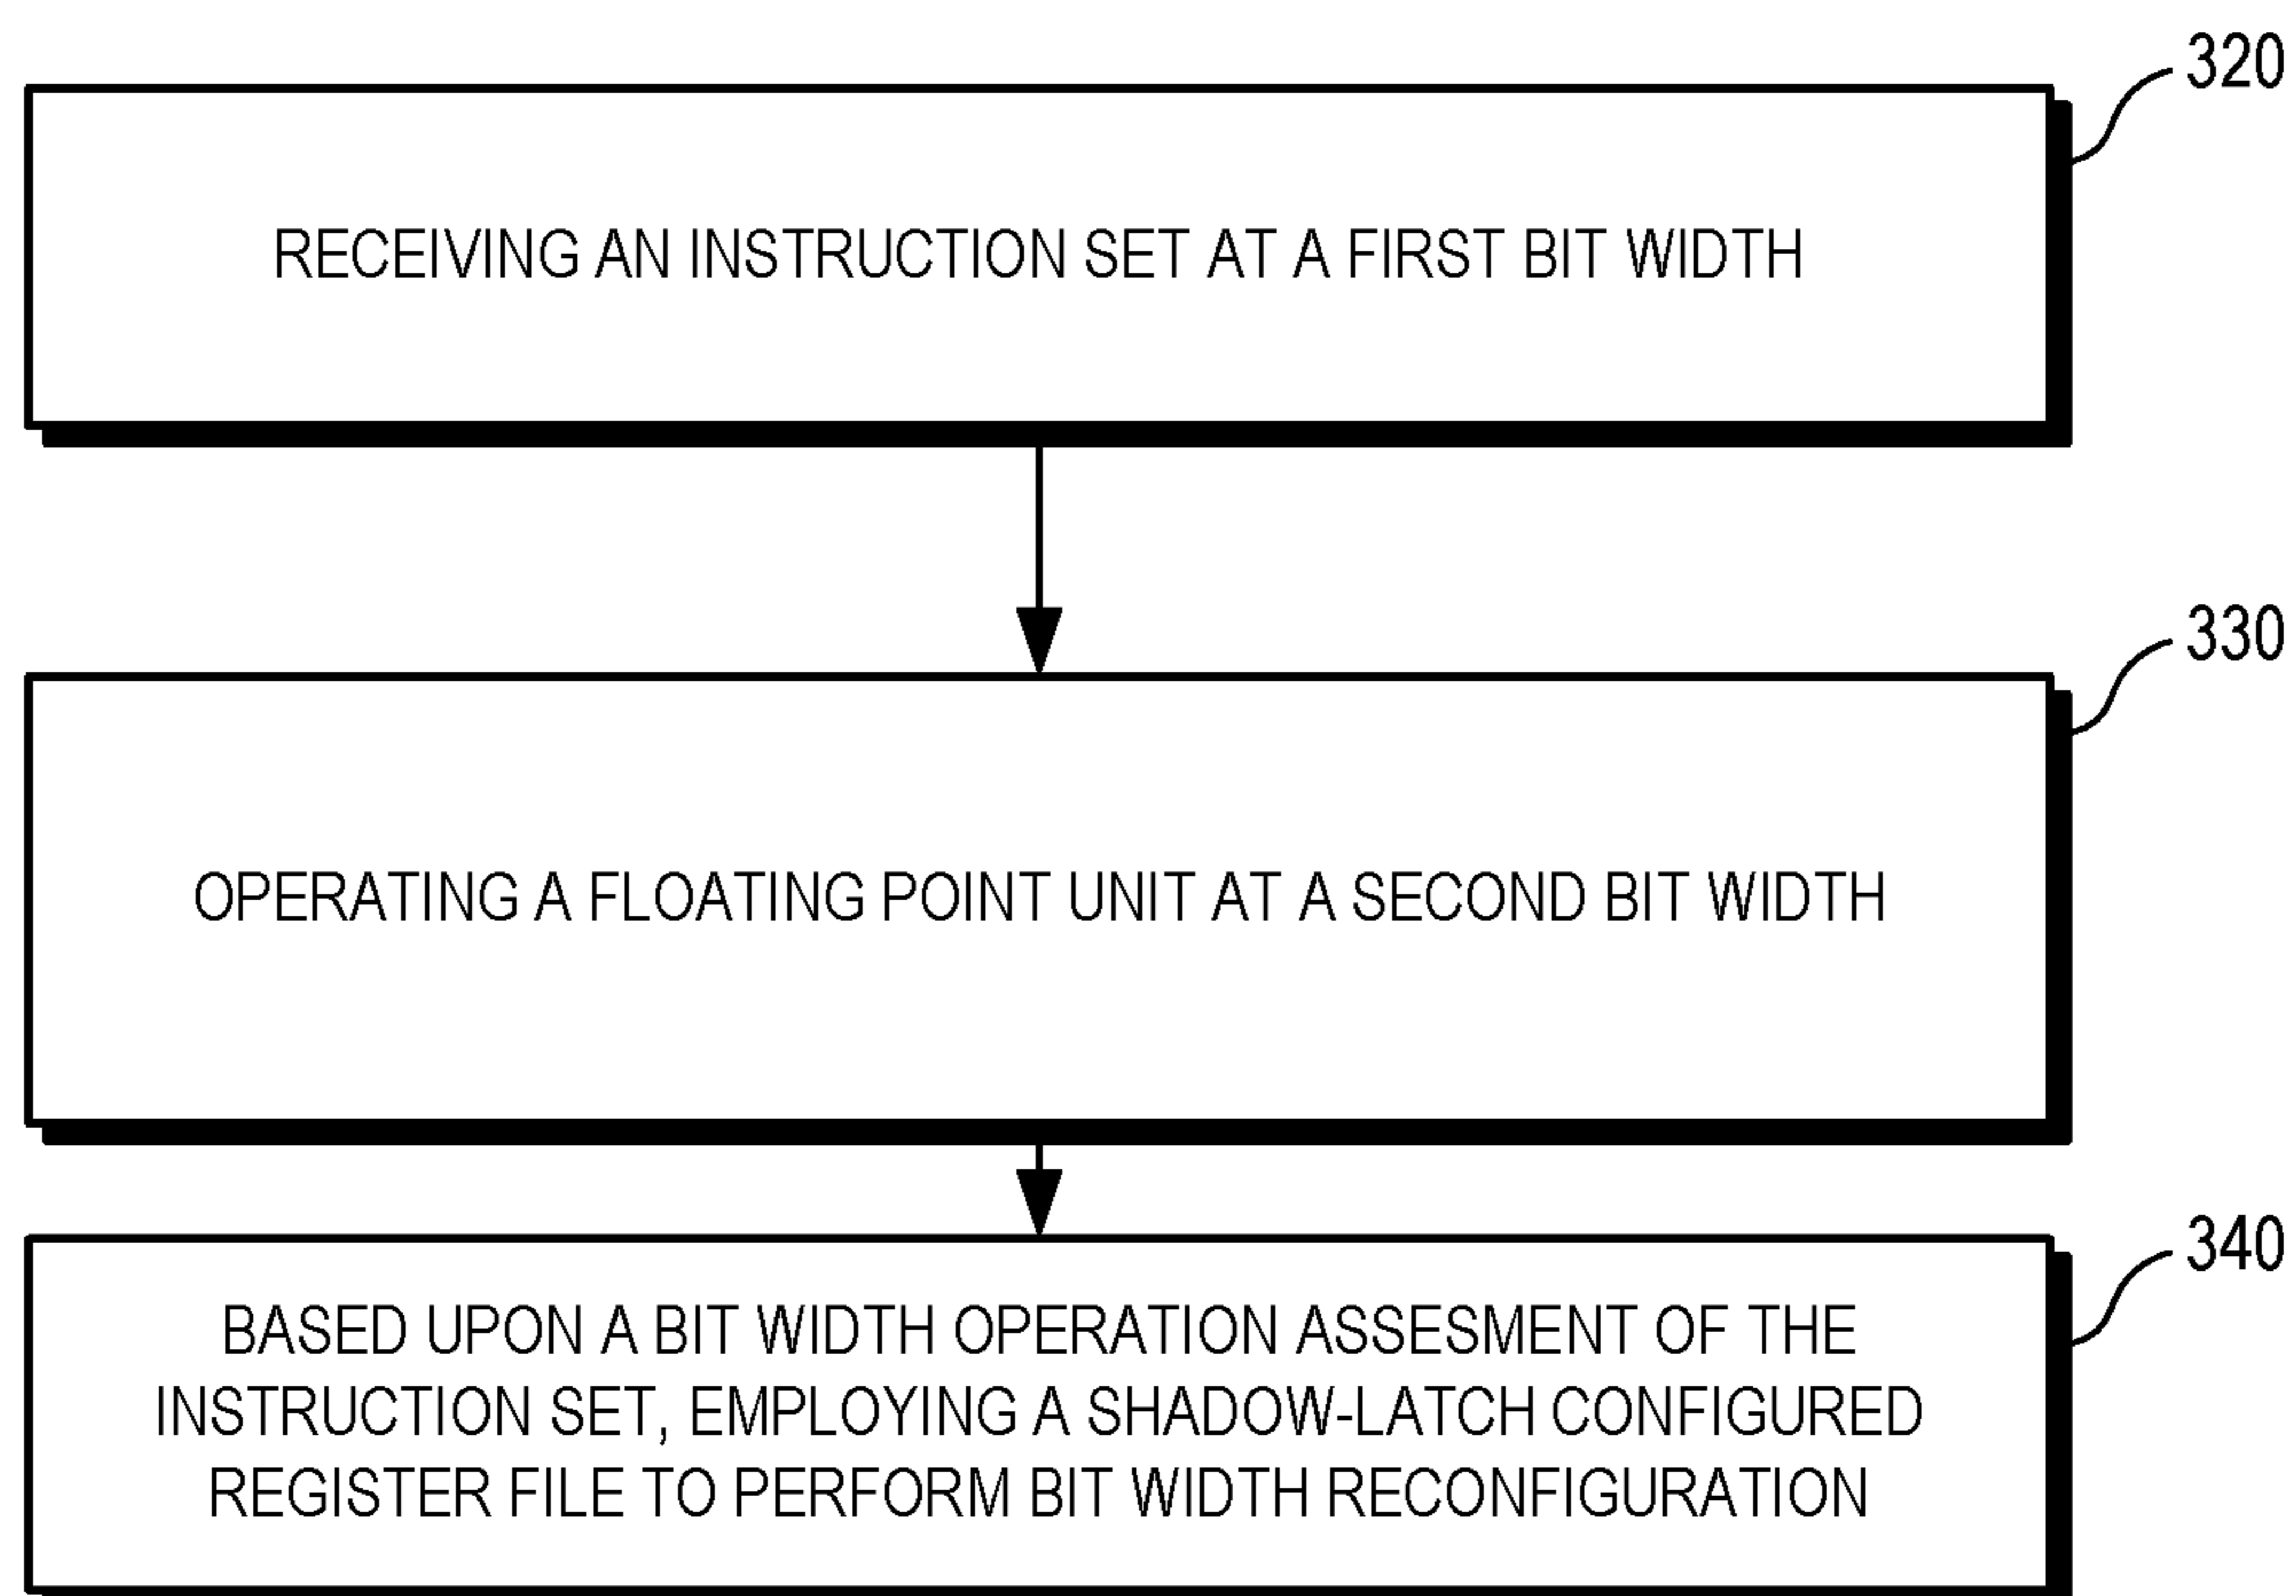 320
RECEIVING AN INSTRUCTION SET AT A FIRST BIT WIDTH
330
OPERATING A FLOATING POINT UNIT AT A SECOND BIT WIDTH
340
BASED UPON A BIT WIDTH OPERATION ASSESMENT OF THE
INSTRUCTION SET, EMPLOYING A SHADOW-LATCH CONFIGURED
REGISTER FILE TO PERFORM BIT WIDTH RECONFIGURATION